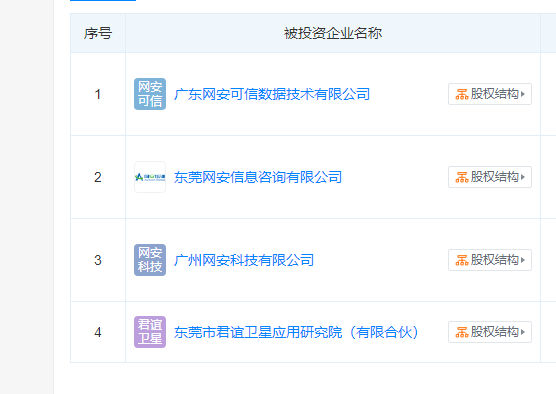 序号 被投资企业名称
1 网安可信 广东网安可信数据技术有限公司 股权结构
2 东莞网安信息咨询有限公司 股权结构
3 网安科技 广州网安科技有限公司 股权结构
4 君谊卫星 东莞市君谊卫星应用研究院（有限合伙） 股权结构